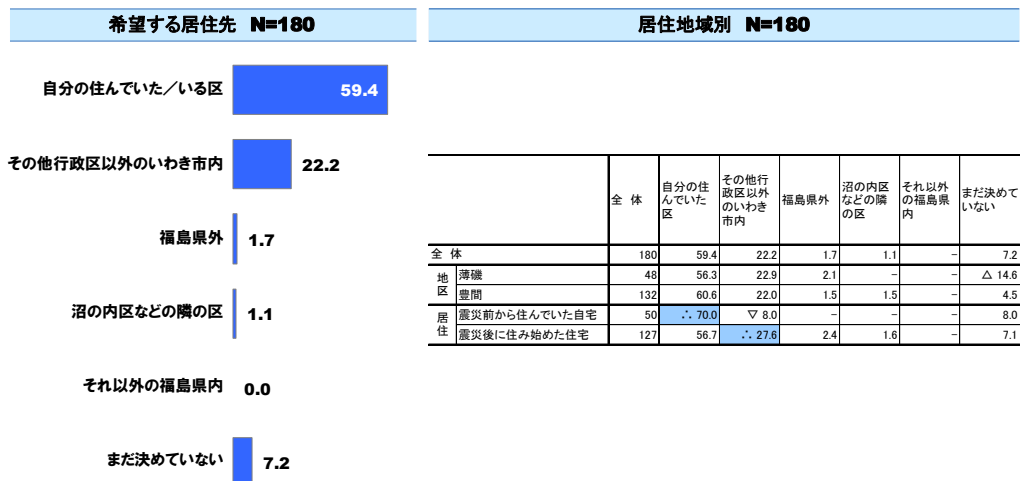 希望する居住先 N=180
居住地域別 N=180
自分の住んでいた／いる区
59.4
その他行政区以外のいわき市内
22.2
福島県外
1.7
沼の内区などの隣の区
1.1
それ以外の福島県内
0.0
まだ決めていない
7.2
全 体 自分の住んでいた区 その他行政区以外のいわき市内 福島県外 沼の内区などの隣の区 それ以外の福島県内 まだ決めていない
全 体 180 59.4 22.2 1.7 1.1 － 7.2
地区
薄磯 48 56.3 22.9 2.1 － － △ 14.6
豊間 132 60.6 22.0 1.5 1.5 － 4.5
居住
震災前から住んでいた自宅 50 ∴ 70.0 ▽ 8.0 － － － 8.0
震災後に住み始めた住宅 127 56.7 ∴ 27.6 2.4 1.6 － 7.1